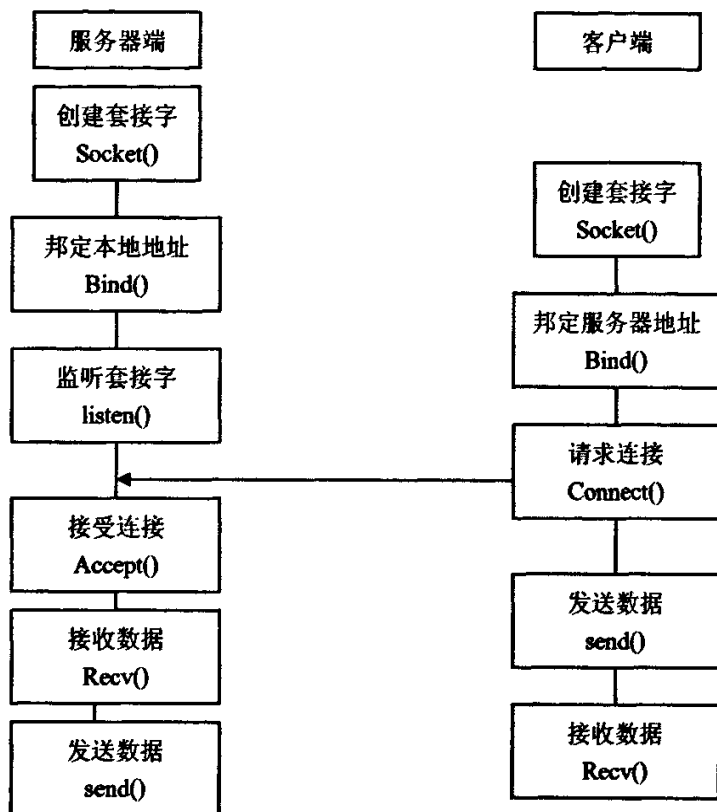 服务器端
创建套接字
Socket()
邦定本地地址
Bind()
监听套接字
listen()
接受连接
Accept()
接收数据
Recv()
发送数据
send()
客户端
创建套接字
Socket()
邦定服务器地址
Bind()
请求连接
Connect()
发送数据
send()
接收数据
Recv()